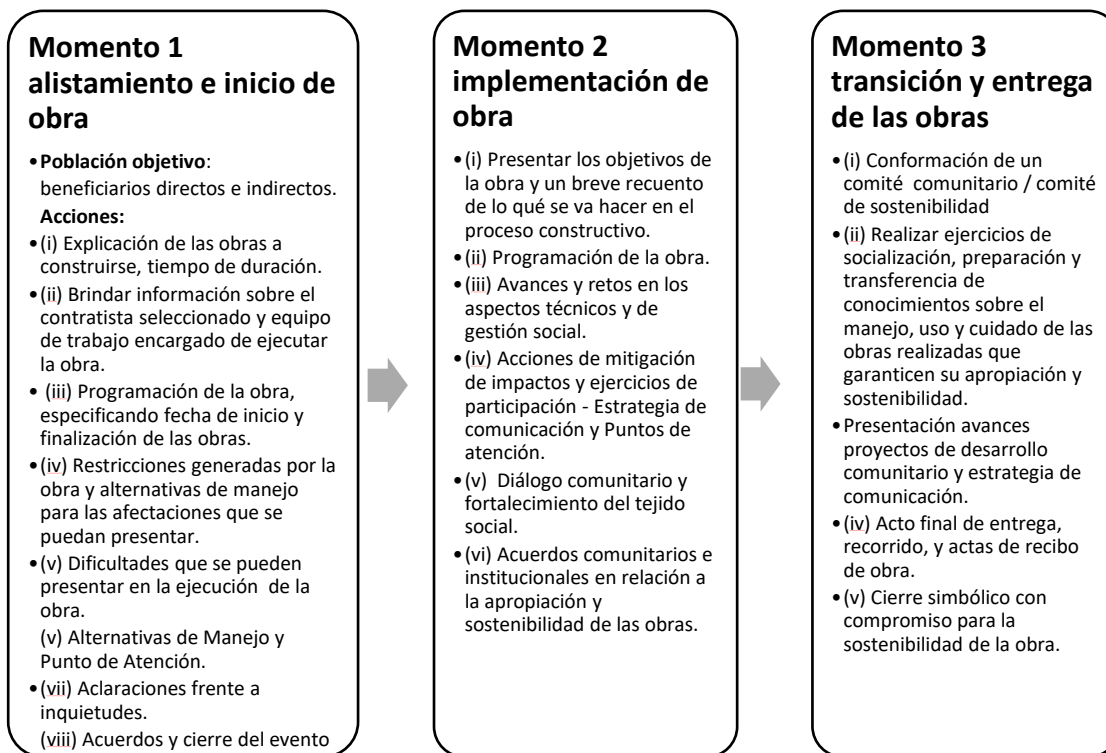 Momento 1
alistamiento e inicio de
obra
•Población objetivo:
beneficiarios directos e indirectos.
Acciones:
•(i) Explicación de las obras a
construirse, tiempo de duración.
•(ii) Brindar información sobre el
contratista seleccionado y equipo
de trabajo encargado de ejecutar
la obra.
• (iii) Programación de la obra,
especificando fecha de inicio y
finalización de las obras.
•(iv) Restricciones generadas por la
obra y alternativas de manejo
para las afectaciones que se
puedan presentar.
•(v) Dificultades que se pueden
presentar en la ejecución de la
obra.
(v) Alternativas de Manejo y
Punto de Atención.
•(vii) Aclaraciones frente a
inquietudes.
(viii) Acuerdos y cierre del evento
Momento 2
implementación de
obra
•(i) Presentar los objetivos de
la obra y un breve recuento
de lo qué se va hacer en el
proceso constructivo.
•(ii) Programación de la obra.
•(iii) Avances y retos en los
aspectos técnicos y de
gestión social.
•(iv) Acciones de mitigación
de impactos y ejercicios de
participación - Estrategia de
comunicación y Puntos de
atención.
•(v) Diálogo comunitario y
fortalecimiento del tejido
social.
•(vi) Acuerdos comunitarios e
institucionales en relación a
la apropiación y
sostenibilidad de las obras.
Momento 3
transición y entrega
de las obras
•(i) Conformación de un
comité comunitario / comité
de sostenibilidad
•(ii) Realizar ejercicios de
socialización, preparación y
transferencia de
conocimientos sobre el
manejo, uso y cuidado de las
obras realizadas que
garanticen su apropiación y
sostenibilidad.
•Presentación avances
proyectos de desarrollo
comunitario y estrategia de
comunicación.
•(iv) Acto final de entrega,
recorrido, y actas de recibo
de obra.
•(v) Cierre simbólico con
compromiso para la
sostenibilidad de la obra.